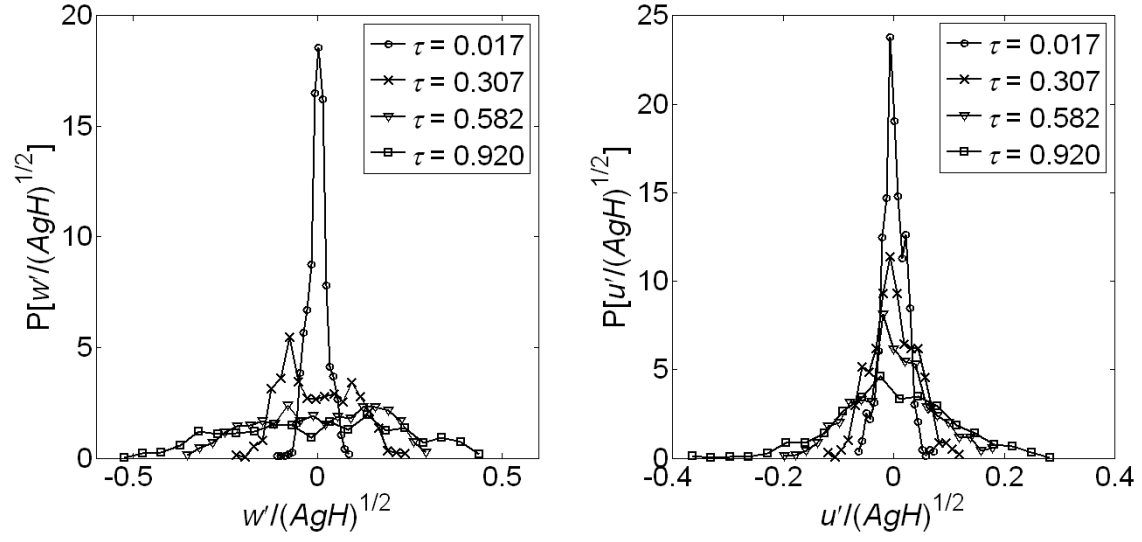 P[w'/(AgH)^{1/2}]
20
15
10
5
0
τ = 0.017
τ = 0.307
τ = 0.582
τ = 0.920
-0.5
0
0.5
w'/(AgH)^{1/2}
P[u'/(AgH)^{1/2}]
25
20
15
10
5
0
τ = 0.017
τ = 0.307
τ = 0.582
τ = 0.920
-0.4
-0.2
0
0.2
0.4
u'/(AgH)^{1/2}